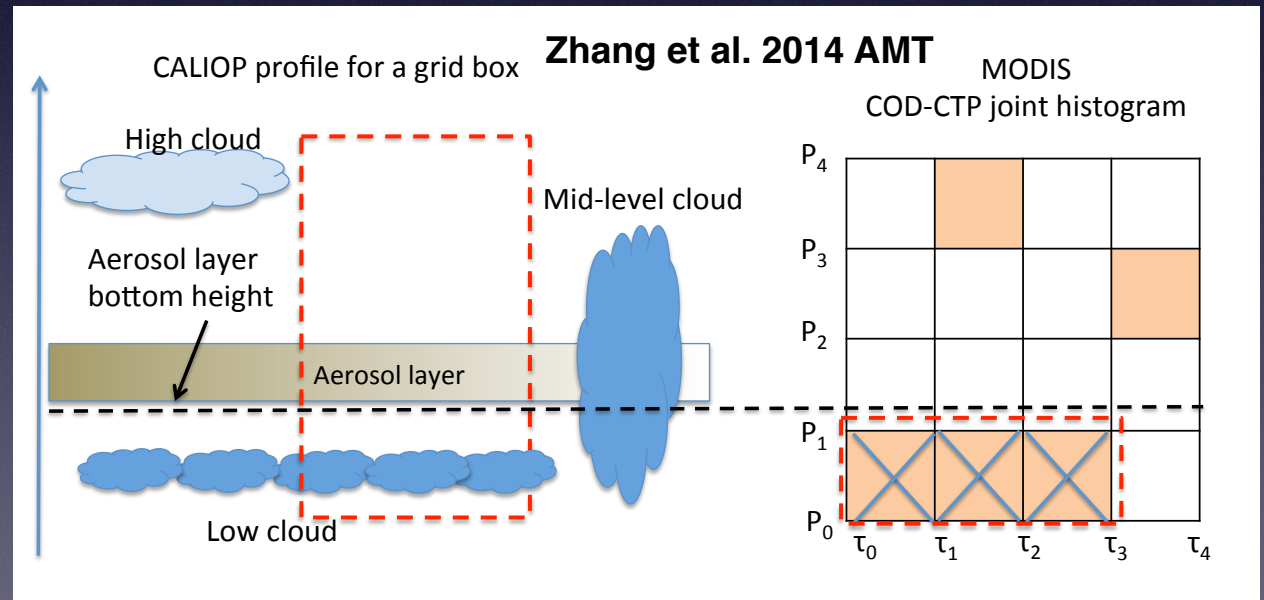 Zhang et al. 2014 AMT
CALIOP profile for a grid box
High cloud
Mid-level cloud
Aerosol layer
bottom height
Aerosol layer
Low cloud
MODIS
COD-CTP joint histogram
P₄
P₃
P₂
P₁
P₀
τ₀ τ₁ τ₂ τ₃ τ₄